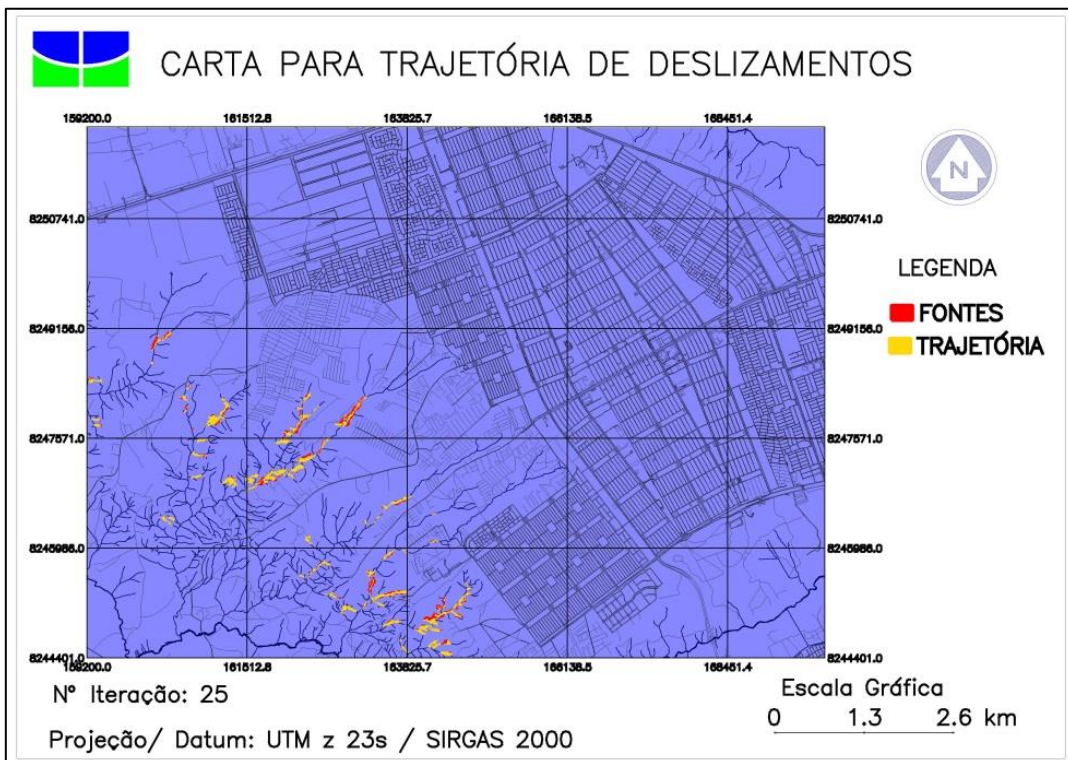 CARTA PARA TRAJETÓRIA DE DESLIZAMENTOS
159200.0 161512.8 163825.7 166138.5 168451.4
N
8250741.0 8250741.0
LEGENDA
FONTES
8249156.0 8249156.0
TRAJETÓRIA
8247571.0 8247571.0
8245986.0 8245986.0
8244401.0 8244401.0
159200.0 161512.8 163825.7 166138.5 168451.4
Nº Iteração: 25
Escala Gráfica
0 1.3 2.6 km
Projeção/ Datum: UTM z 23s / SIRGAS 2000